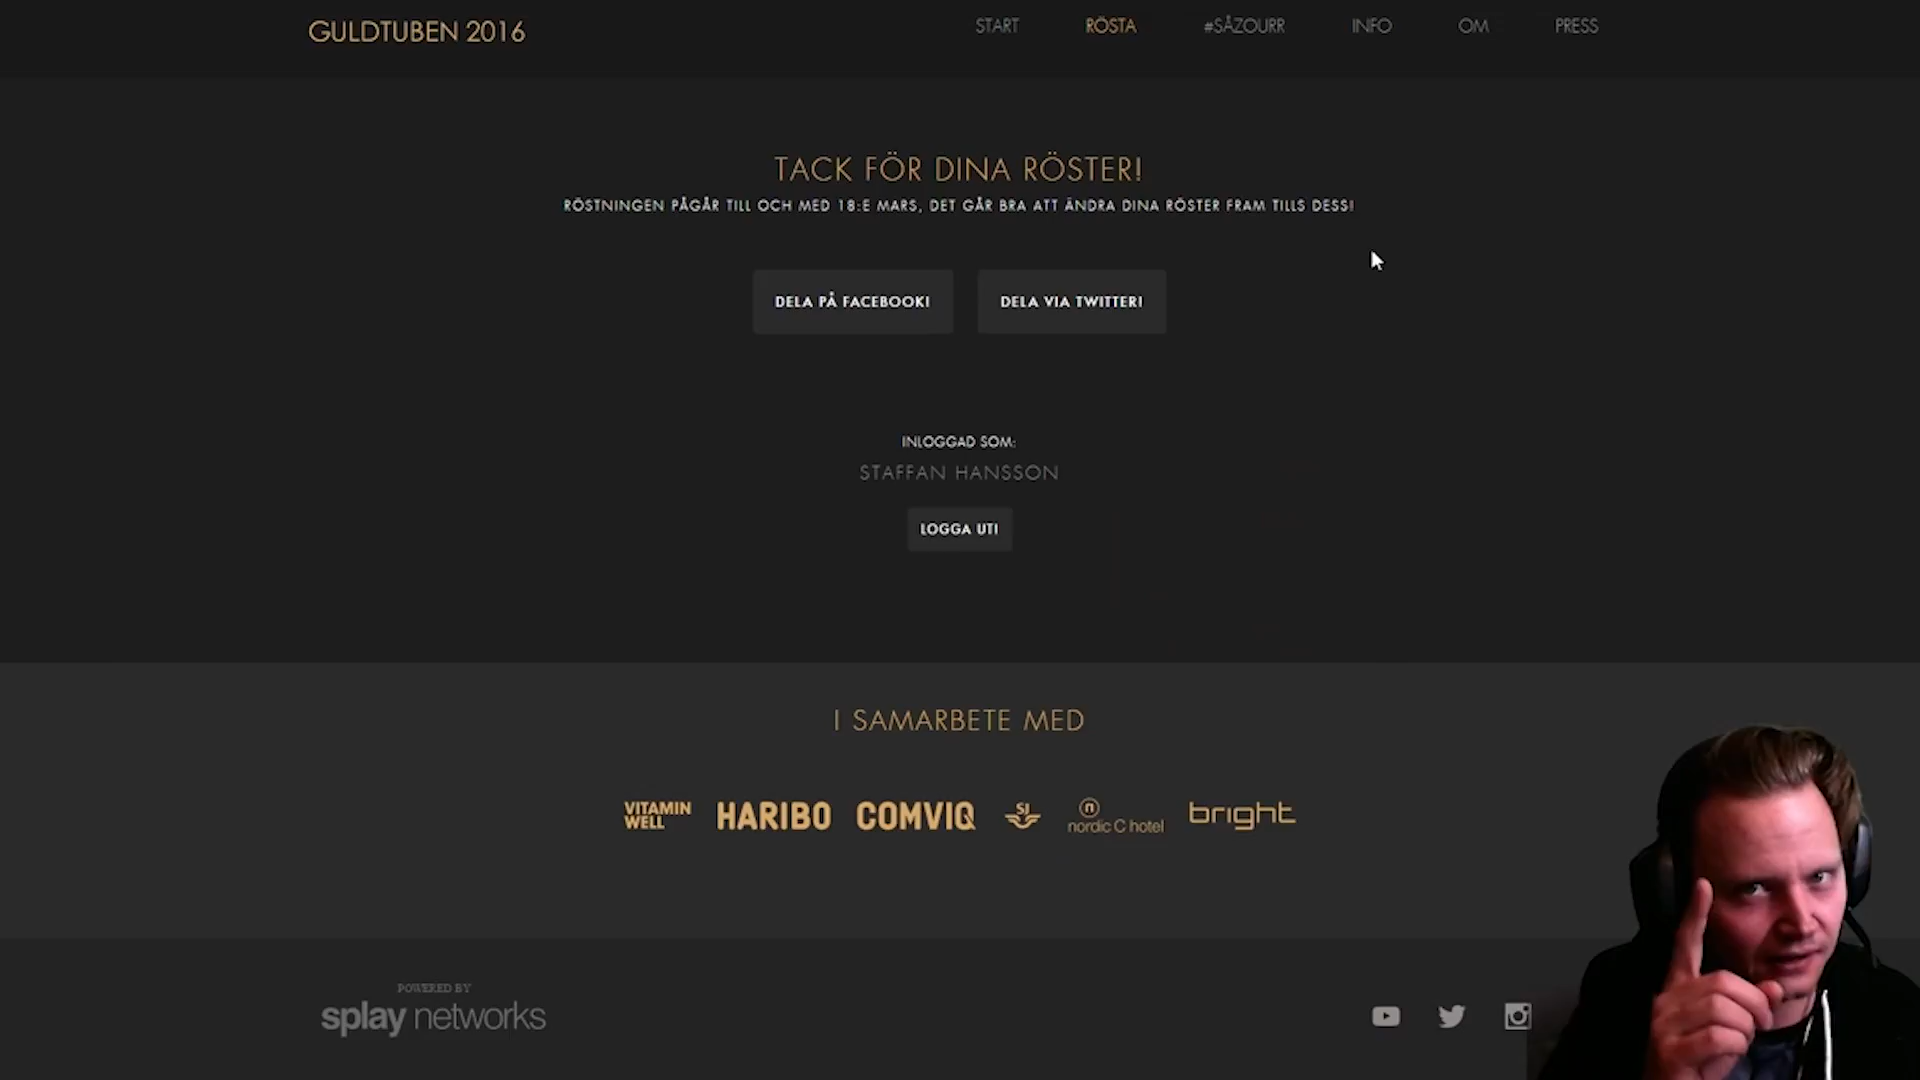 GULDTUBEN 2016
START
RÖSTA
#SÅZOURR
INFO
OM
PRESS
TACK FÖR DINA RÖSTER!
RÖSTNINGEN PÅGÅR TILL OCH MED 18:E MARS, DET GÅR BRA ATT ÄNDRA DINA RÖSTER FRAM TILLS DESS!
DELA PÅ FACEBOOK!
DELA VIA TWITTER!
INLOGGAD SOM:
STAFFAN HANSSON
LOGGA UT!
I SAMARBETE MED
VITAMIN
WELL
HARIBO
COMVIQ
SJ
n
nordic C hotel
bright
POWERED BY
splay networks